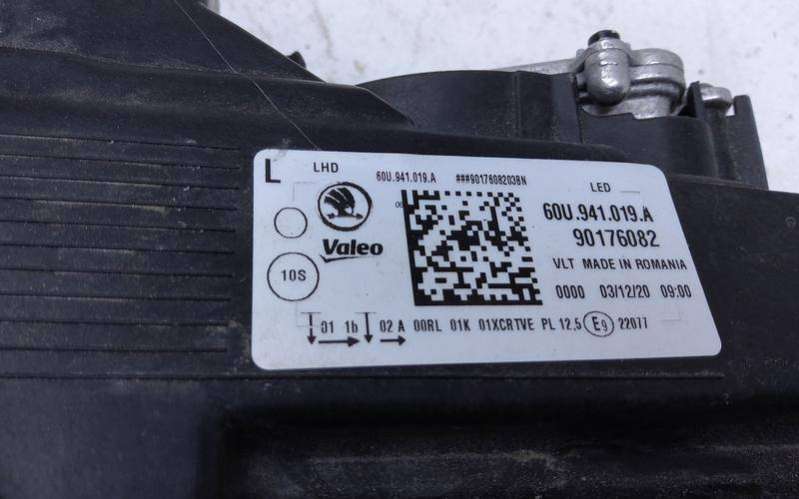 L LHD 60U.941.019.A ###9017608203BN
LED
60U.941.019.A
90176082
Valeo
VLT MADE IN ROMANIA
10S
0000 03/12/20 09:00
01 1b 02 A 00RL 01K 01XCRTVE PL 12,5 E9 22077